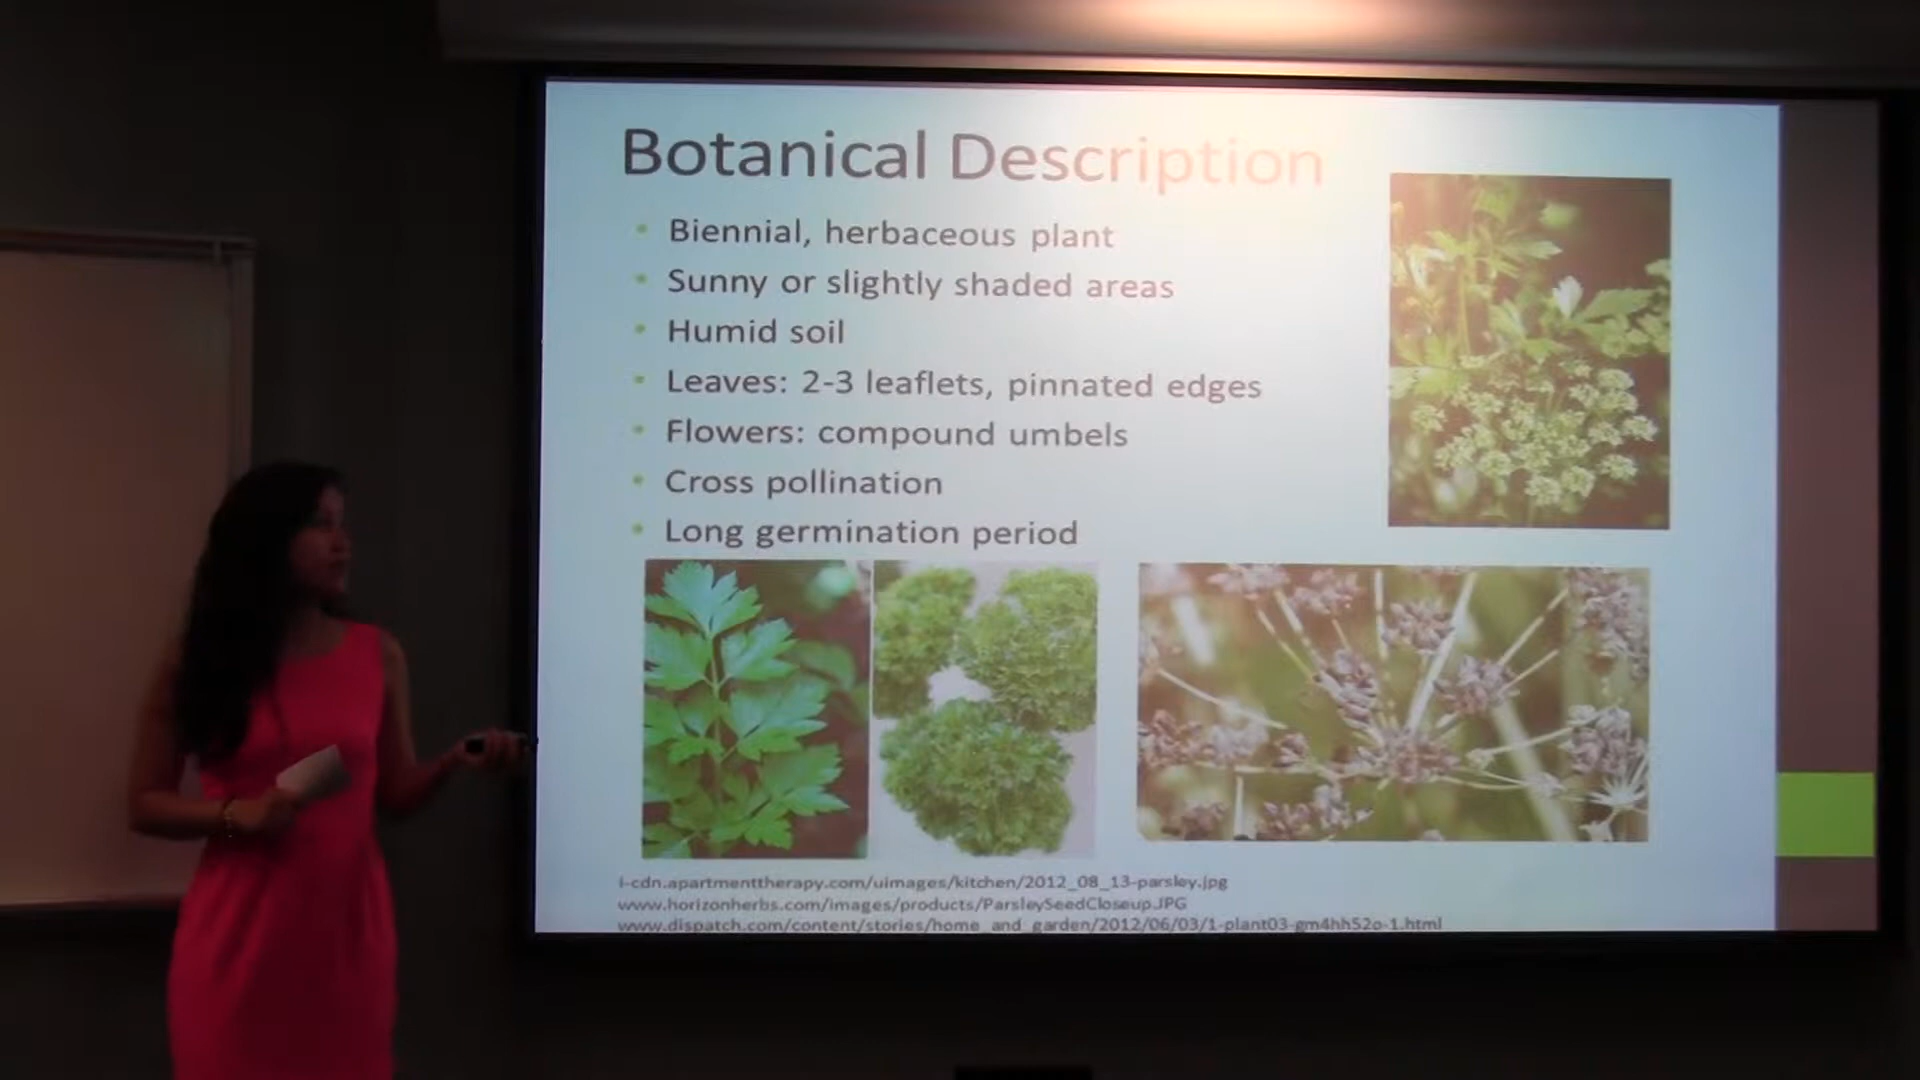 Botanical Description
• Biennial, herbaceous plant
• Sunny or slightly shaded areas
• Humid soil
• Leaves: 2-3 leaflets, pinnated edges
• Flowers: compound umbels
• Cross pollination
• Long germination period
i-cdn.apartmenttherapy.com/uimages/kitchen/2012_08_13-parsley.jpg
www.horizonherbs.com/images/products/ParsleySeedCloseup.JPG
www.dispatch.com/content/stories/home_and_garden/2012/06/03/1-plant03-gm4hh52o-1.html